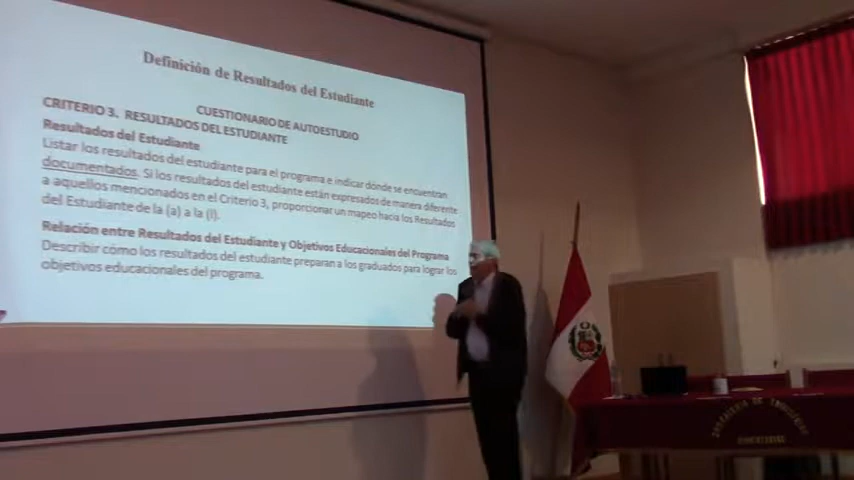 Definición de Resultados del Estudiante
CUESTIONARIO DE AUTOESTUDIO
CRITERIO 3. RESULTADOS DEL ESTUDIANTE
Resultados del Estudiante
Listar los resultados del estudiante para el programa e indicar dónde se encuentran
documentados. Si los resultados del estudiante están expresados de manera diferente
a aquellos mencionados en el Criterio 3, proporcionar un mapeo hacia los Resultados
del Estudiante de la (a) a la (l).
Relación entre Resultados del Estudiante y Objetivos Educacionales del Programa
Describir cómo los resultados del estudiante preparan a los graduados para lograr los
objetivos educacionales del programa.
DE INDUSTRIAS
ALIMENTARIAS